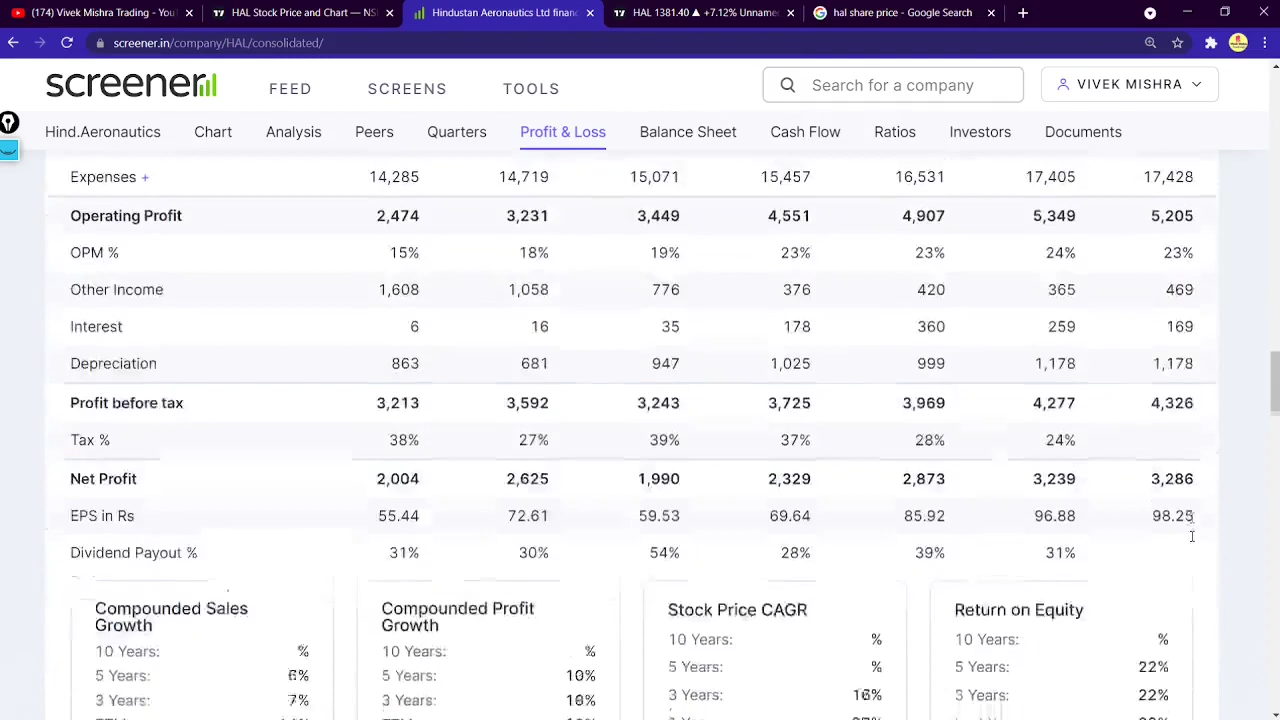 (174) Vivek Mishra Trading - YouT
HAL Stock Price and Chart — NSE
Hindustan Aeronautics Ltd financ
HAL 1381.40 ▲ +7.12% Unname
hal share price - Google Search
screener.in/company/HAL/consolidated/
screener
FEED SCREENS TOOLS
Search for a company
VIVEK MISHRA
Hind.Aeronautics Chart Analysis Peers Quarters Profit & Loss Balance Sheet Cash Flow Ratios Investors Documents
Expenses + 14,285 14,719 15,071 15,457 16,531 17,405 17,428
Operating Profit 2,474 3,231 3,449 4,551 4,907 5,349 5,205
OPM % 15% 18% 19% 23% 23% 24% 23%
Other Income 1,608 1,058 776 376 420 365 469
Interest 6 16 35 178 360 259 169
Depreciation 863 681 947 1,025 999 1,178 1,178
Profit before tax 3,213 3,592 3,243 3,725 3,969 4,277 4,326
Tax % 38% 27% 39% 37% 28% 24%
Net Profit 2,004 2,625 1,990 2,329 2,873 3,239 3,286
EPS in Rs 55.44 72.61 59.53 69.64 85.92 96.88 98.25
Dividend Payout % 31% 30% 54% 28% 39% 31%
Compounded Sales
Growth
10 Years: %
5 Years: 6%
3 Years: 7%
Compounded Profit
Growth
10 Years: %
5 Years: 10%
3 Years:
Stock Price CAGR
10 Years: %
5 Years: %
3 Years: 16%
Return on Equity
10 Years: %
5 Years: 22%
3 Years: 22%